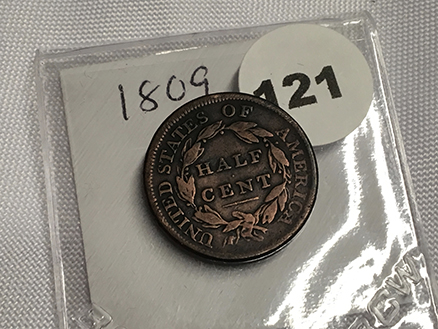 1809
121
UNITED STATES OF AMERICA
HALF
CENT